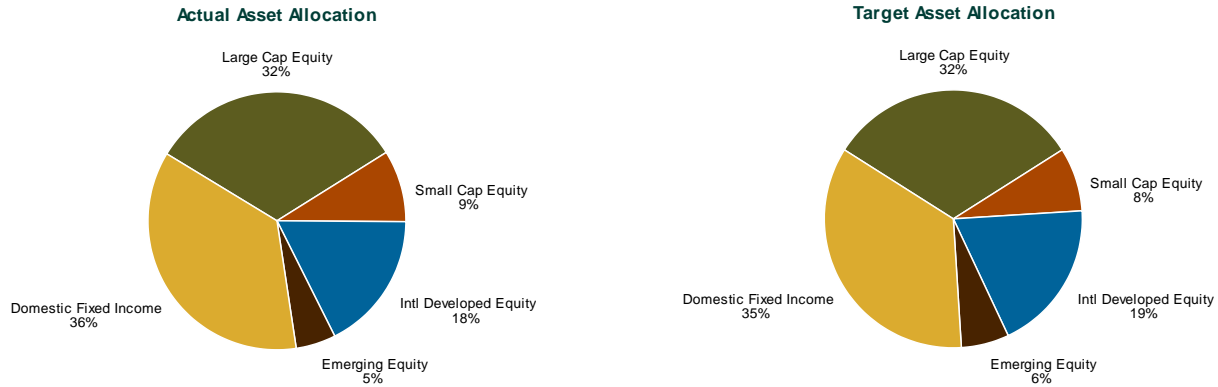 Actual Asset Allocation
Large Cap Equity
32%
Small Cap Equity
9%
Intl Developed Equity
18%
Emerging Equity
5%
Domestic Fixed Income
36%
Target Asset Allocation
Large Cap Equity
32%
Small Cap Equity
8%
Intl Developed Equity
19%
Emerging Equity
6%
Domestic Fixed Income
35%